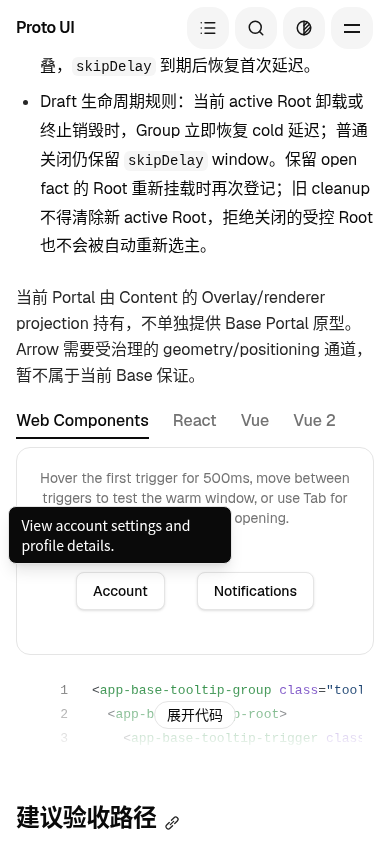 Proto UI
叠，skipDelay 到期后恢复首次延迟。
Draft 生命周期规则：当前 active Root 卸载或
终止销毁时，Group 立即恢复 cold 延迟；普通
关闭仍保留 skipDelay window。保留 open
fact 的 Root 重新挂载时再次登记；旧 cleanup
不得清除新 active Root，拒绝关闭的受控 Root
也不会被自动重新选主。
当前 Portal 由 Content 的 Overlay/renderer
projection 持有，不单独提供 Base Portal 原型。
Arrow 需要受治理的 geometry/positioning 通道，
暂不属于当前 Base 保证。
Web Components React Vue Vue 2
Hover the first trigger for 500ms, move between
triggers to test the warm window, or use Tab for
opening.
View account settings and
profile details.
Account Notifications
1 <app-base-tooltip-group class="tool
2 <app-b 展开代码 p-root>
3 <app-base-tooltip-trigger class
建议验收路径